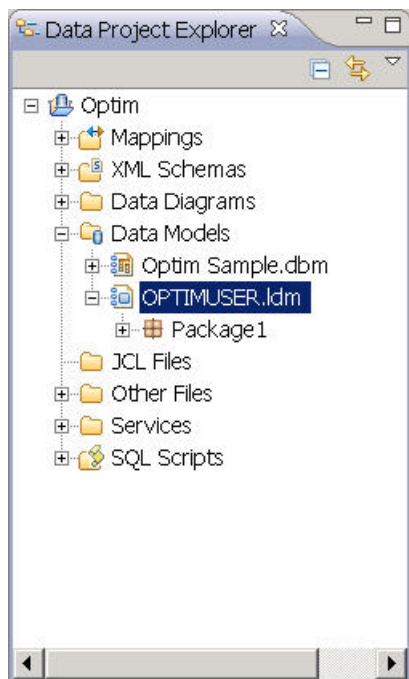 Data Project Explorer
Optim
Mappings
XML Schemas
Data Diagrams
Data Models
Optim Sample.dbm
OPTIMUSER.ldm
Package1
JCL Files
Other Files
Services
SQL Scripts